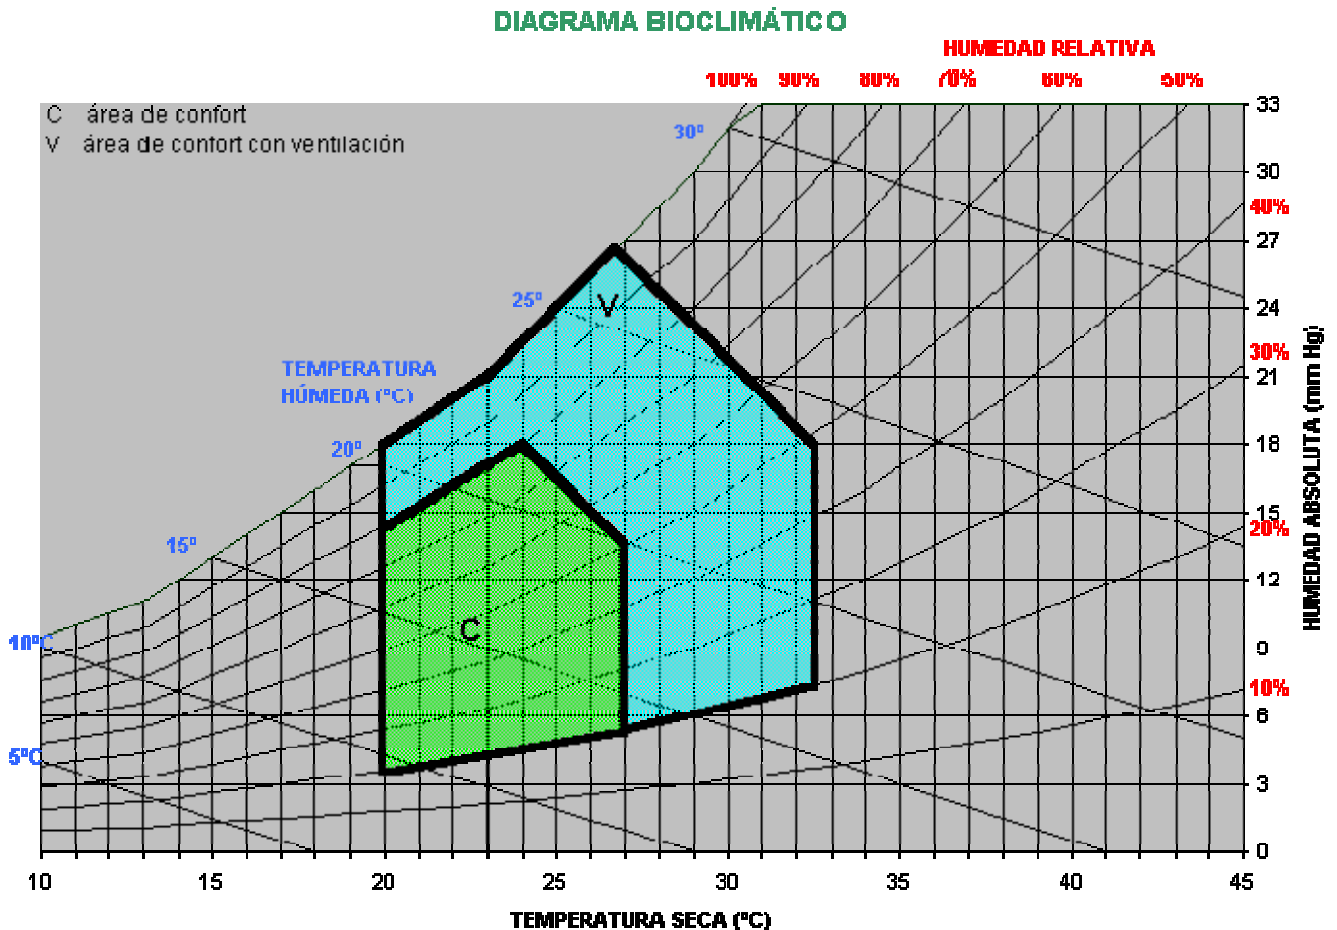 DIAGRAMA BIOCLIMÁTICO
HUMEDAD RELATIVA
100% 90% 80% 70% 60% 50%
C área de confort
V área de confort con ventilación
33
30º
30
40%
27
25º
V
24
30%
TEMPERATURA
HÚMEDA (ºC)
21
20º
18
HUMEDAD ABSOLUTA (mm Hg)
15º
15
20%
12
C
10ºC
9
10%
6
5ºC
3
0
10 15 20 25 30 35 40 45
TEMPERATURA SECA (ºC)